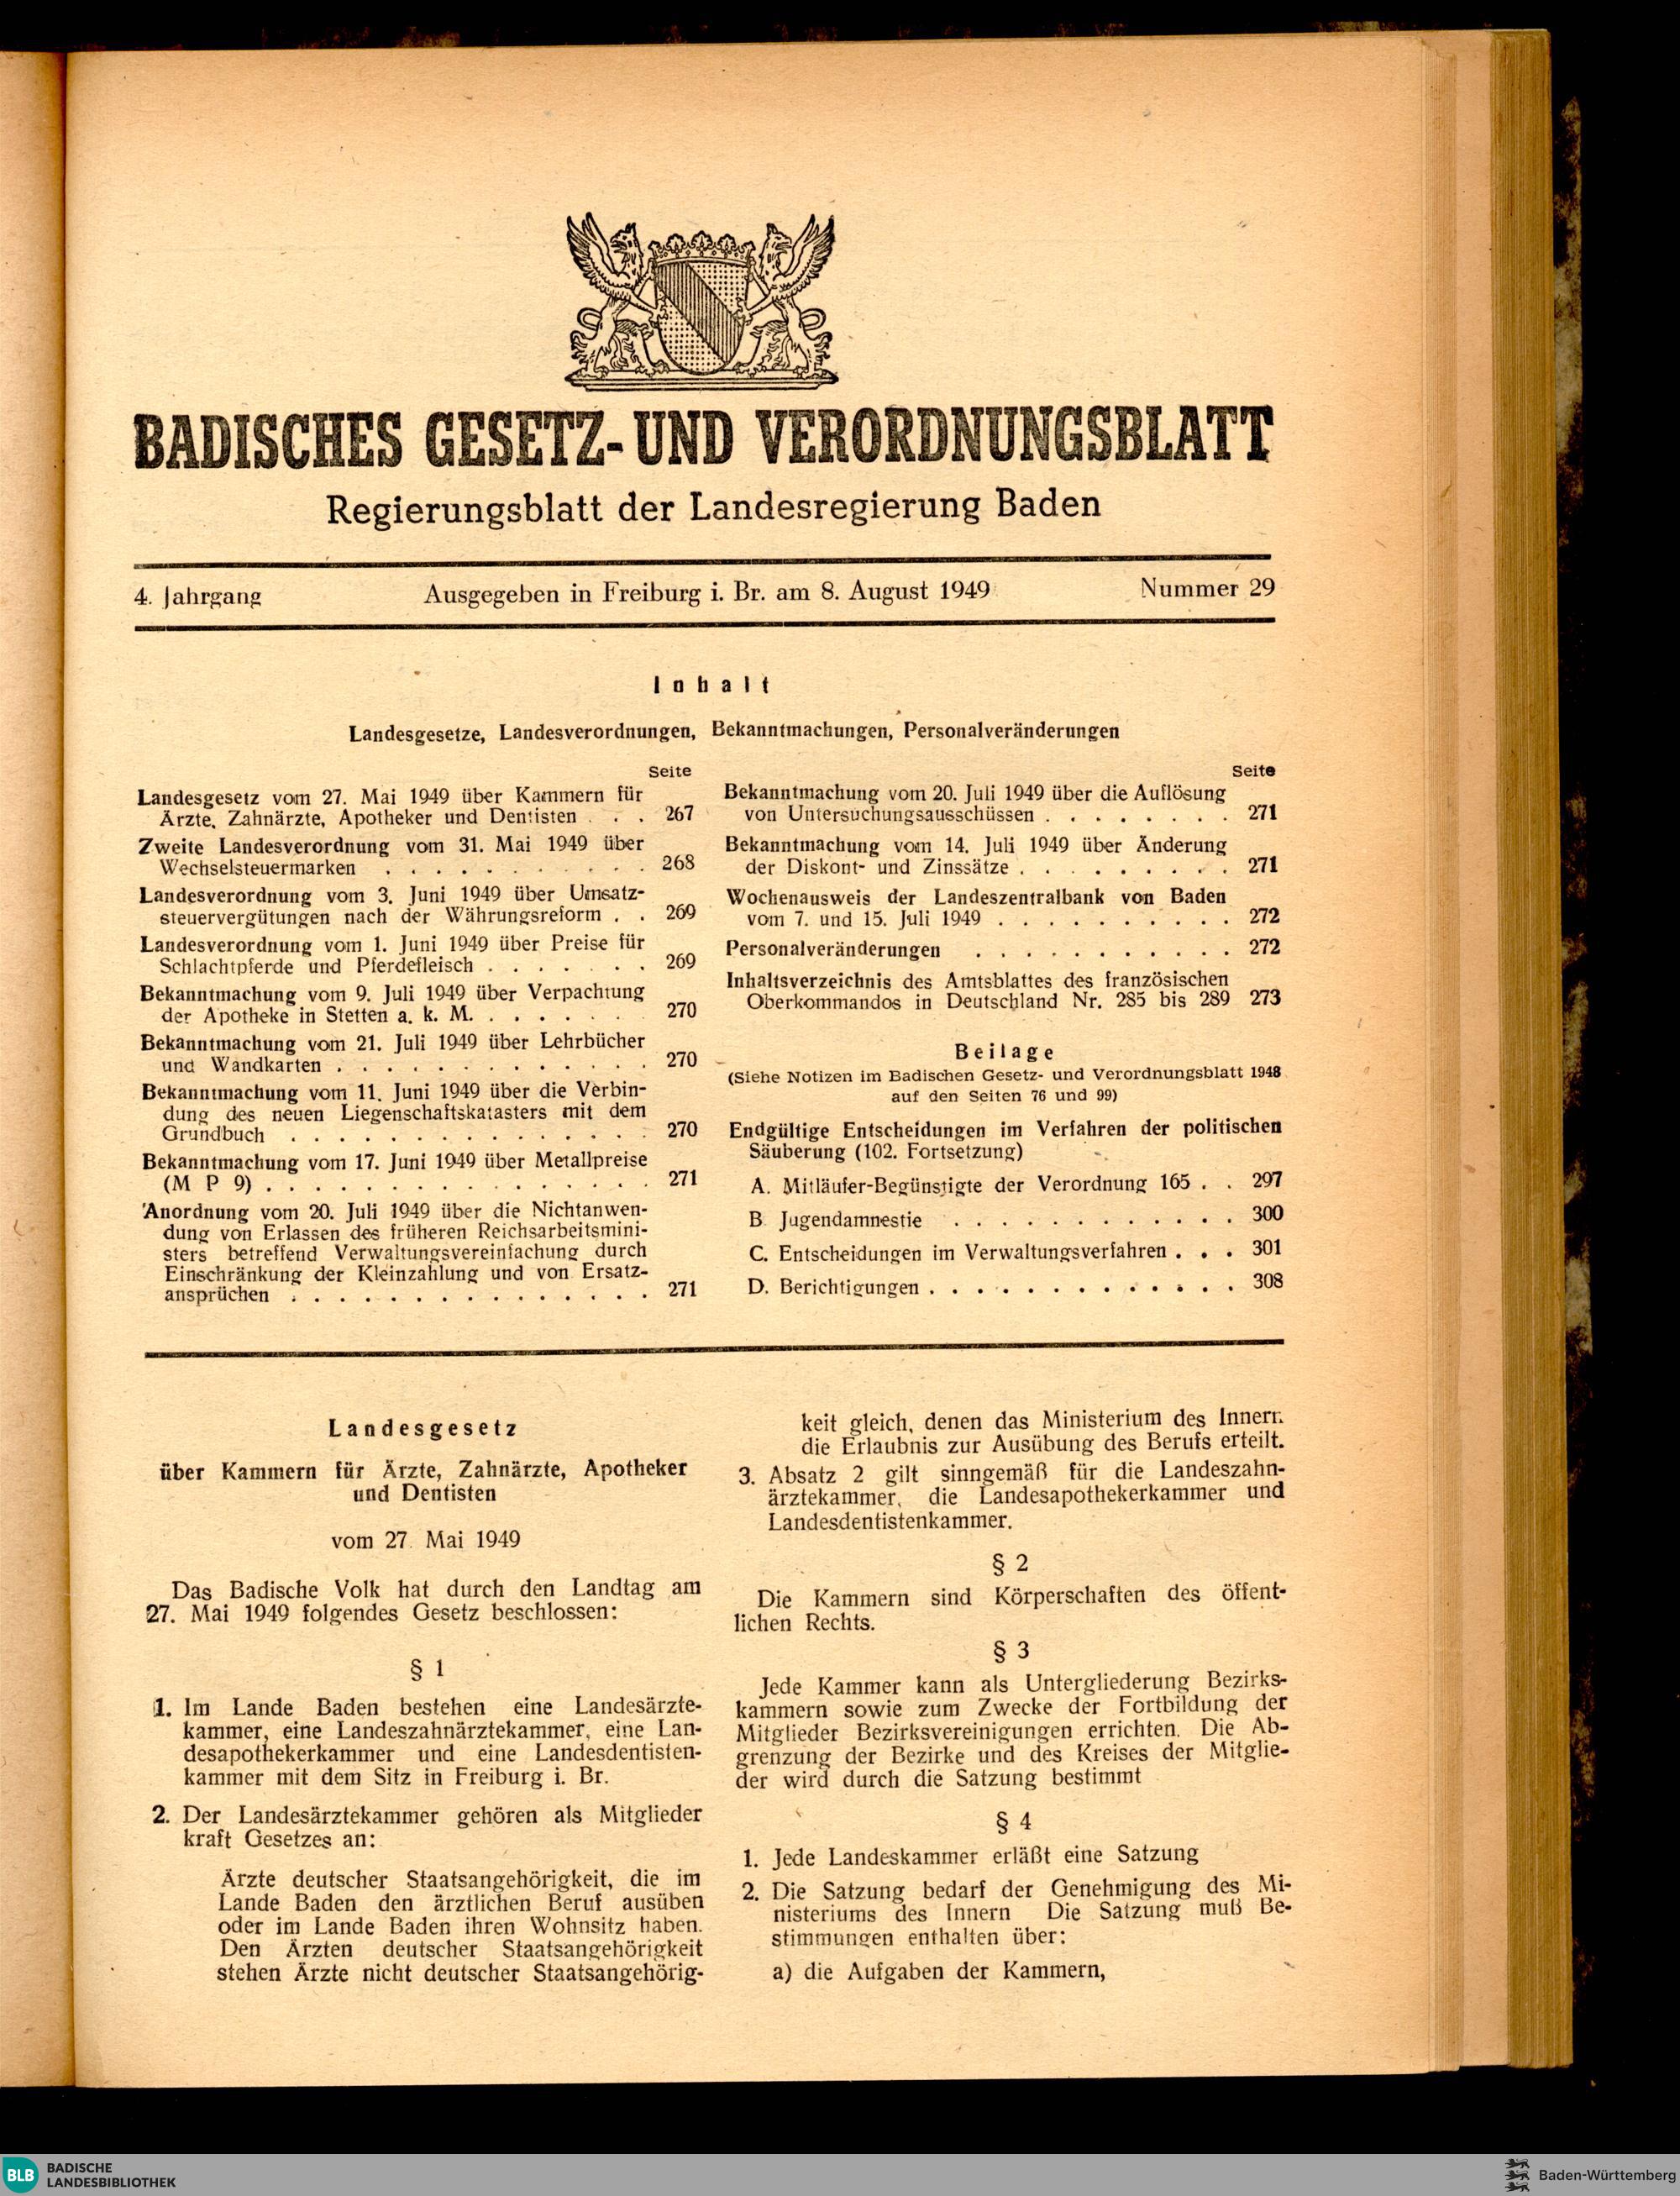 BADISCHES GESETZ- UND VERORDNUNGSBLATT
Regierungsblatt der Landesregierung Baden
4. Jahrgang
Ausgegeben in Freiburg i. Br. am 8. August 1949
Nummer 29
Inhalt
Landesgesetze, Landesverordnungen, Bekanntmachungen, Personalveränderungen
Seite
Landesgesetz vom 27. Mai 1949 über Kammern für
Ärzte, Zahnärzte, Apotheker und Dentisten . . . 267
Zweite Landesverordnung vom 31. Mai 1949 über
Wechselsteuermarken . . . . . . . . . . . 268
Landesverordnung vom 3. Juni 1949 über Umsatz-
steuervergütungen nach der Währungsreform . . 269
Landesverordnung vom 1. Juni 1949 über Preise für
Schlachtpferde und Pferdefleisch . . . . . . . 269
Bekanntmachung vom 9. Juli 1949 über Verpachtung
der Apotheke in Stetten a. k. M. . . . . . . . 270
Bekanntmachung vom 21. Juli 1949 über Lehrbücher
und Wandkarten . . . . . . . . . . . . . 270
Bekanntmachung vom 11. Juni 1949 über die Verbin-
dung des neuen Liegenschaftskatasters mit dem
Grundbuch . . . . . . . . . . . . . . . 270
Bekanntmachung vom 17. Juni 1949 über Metallpreise
(M P 9) . . . . . . . . . . . . . . . . 271
Anordnung vom 20. Juli 1949 über die Nichtanwen-
dung von Erlassen des früheren Reichsarbeitsmini-
sters betreffend Verwaltungsvereinfachung durch
Einschränkung der Kleinzahlung und von Ersatz-
ansprüchen . . . . . . . . . . . . . . . 271
Seite
Bekanntmachung vom 20. Juli 1949 über die Auflösung
von Untersuchungsausschüssen . . . . . . . . 271
Bekanntmachung vom 14. Juli 1949 über Änderung
der Diskont- und Zinssätze . . . . . . . . . 271
Wochenausweis der Landeszentralbank von Baden
vom 7. und 15. Juli 1949 . . . . . . . . . . 272
Personalveränderungen . . . . . . . . . . . 272
Inhaltsverzeichnis des Amtsblattes des französischen
Oberkommandos in Deutschland Nr. 285 bis 289 273
Beilage
(Siehe Notizen im Badischen Gesetz- und Verordnungsblatt 1948
auf den Seiten 76 und 99)
Endgültige Entscheidungen im Verfahren der politischen
Säuberung (102. Fortsetzung)
A. Mitläufer-Begünstigte der Verordnung 165 . . 297
B. Jugendamnestie . . . . . . . . . . . . 300
C. Entscheidungen im Verwaltungsverfahren . . . 301
D. Berichtigungen . . . . . . . . . . . . . 308
Landesgesetz
über Kammern für Ärzte, Zahnärzte, Apotheker
und Dentisten
vom 27. Mai 1949
Das Badische Volk hat durch den Landtag am
27. Mai 1949 folgendes Gesetz beschlossen:
§ 1
1. Im Lande Baden bestehen eine Landesärzte-
kammer, eine Landeszahnärztekammer, eine Lan-
desapothekerkammer und eine Landesdentisten-
kammer mit dem Sitz in Freiburg i. Br.
2. Der Landesärztekammer gehören als Mitglieder
kraft Gesetzes an:
Ärzte deutscher Staatsangehörigkeit, die im
Lande Baden den ärztlichen Beruf ausüben
oder im Lande Baden ihren Wohnsitz haben.
Den Ärzten deutscher Staatsangehörigkeit
stehen Ärzte nicht deutscher Staatsangehörig-
keit gleich, denen das Ministerium des Innern
die Erlaubnis zur Ausübung des Berufs erteilt.
3. Absatz 2 gilt sinngemäß für die Landeszahn-
ärztekammer, die Landesapothekerkammer und
Landesdentistenkammer.
§ 2
Die Kammern sind Körperschaften des öffent-
lichen Rechts.
§ 3
Jede Kammer kann als Untergliederung Bezirks-
kammern sowie zum Zwecke der Fortbildung der
Mitglieder Bezirksvereinigungen errichten. Die Ab-
grenzung der Bezirke und des Kreises der Mitglie-
der wird durch die Satzung bestimmt
§ 4
1. Jede Landeskammer erläßt eine Satzung
2. Die Satzung bedarf der Genehmigung des Mi-
nisteriums des Innern Die Satzung muß Be-
stimmungen enthalten über:
a) die Aufgaben der Kammern,
BLB
BADISCHE
LANDESBIBLIOTHEK
Baden-Württemberg